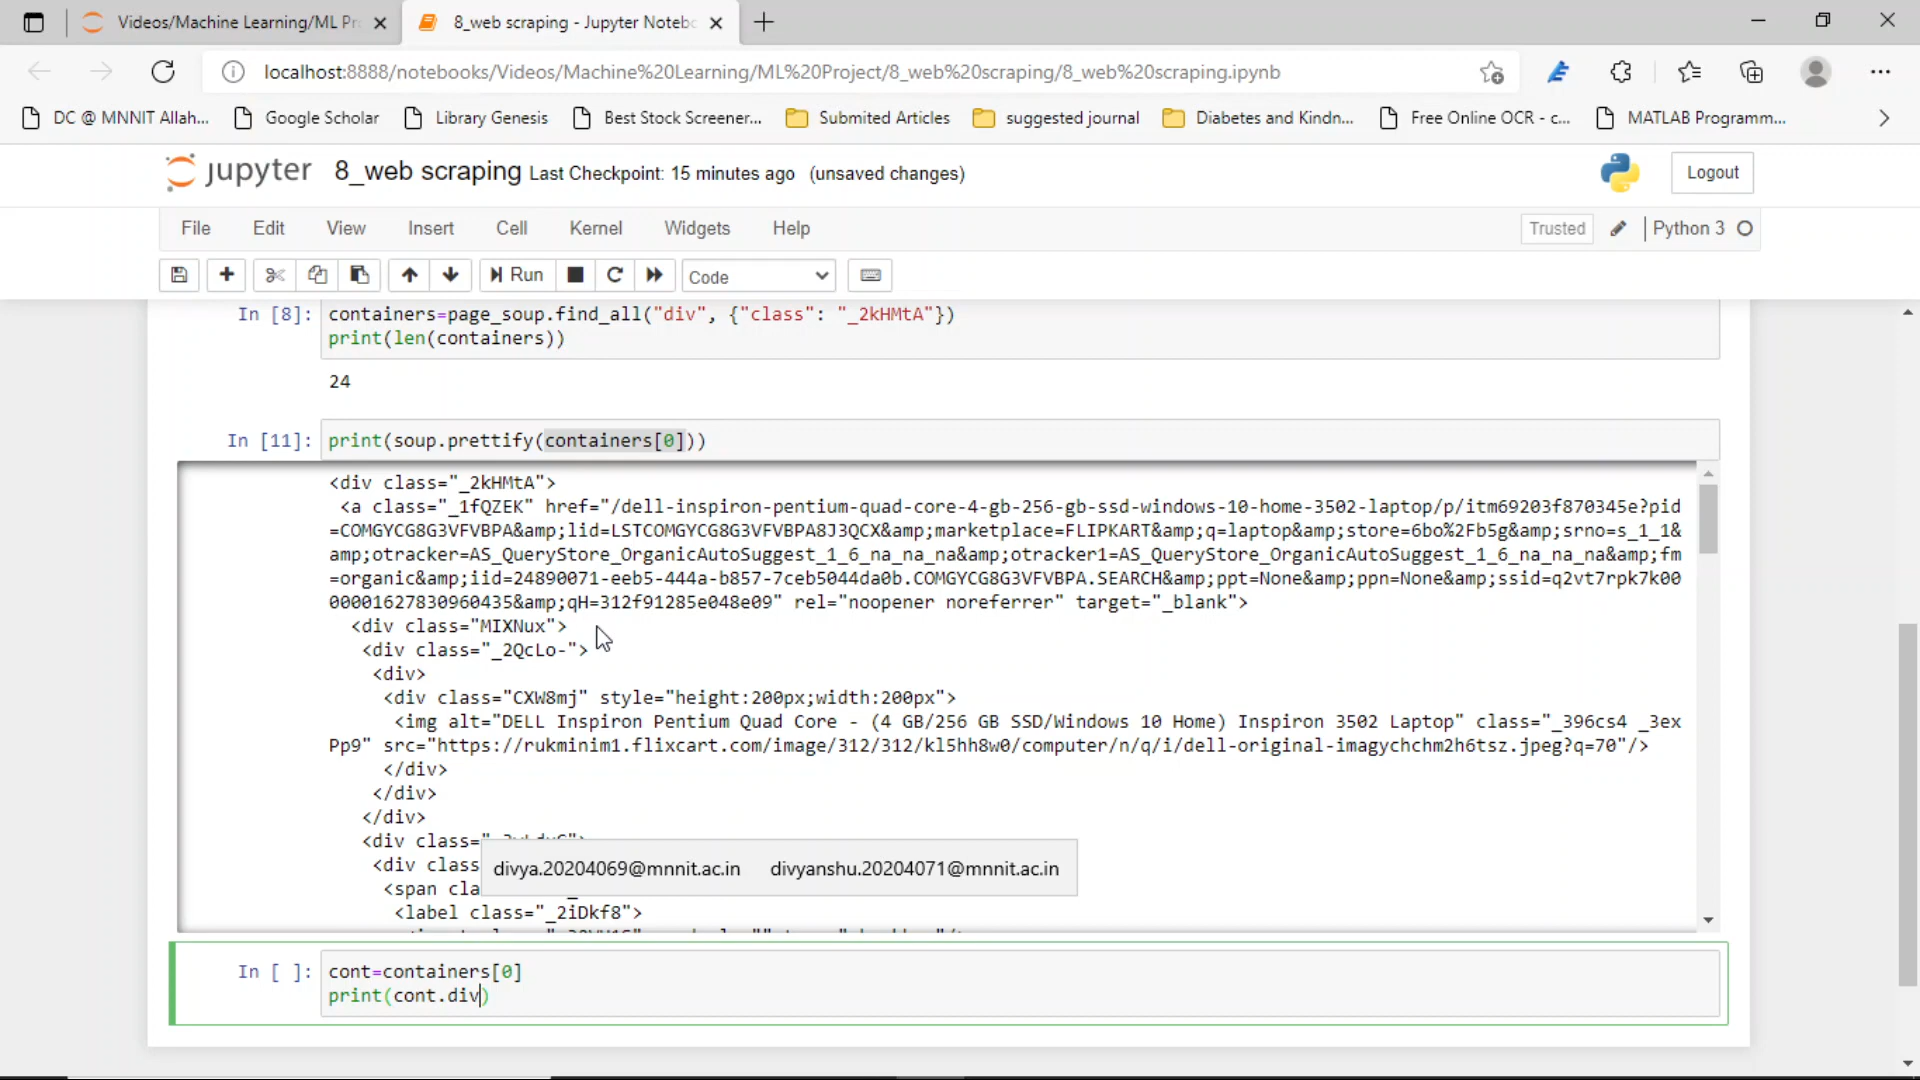 Videos/Machine Learning/ML Pr
8_web scraping - Jupyter Notebo
localhost:8888/notebooks/Videos/Machine%20Learning/ML%20Project/8_web%20scraping/8_web%20scraping.ipynb
DC @ MNNIT Allah...
Google Scholar
Library Genesis
Best Stock Screener...
Submited Articles
suggested journal
Diabetes and Kindn...
Free Online OCR - c...
MATLAB Programm...
jupyter 8_web scraping Last Checkpoint: 15 minutes ago (unsaved changes)
Logout
File Edit View Insert Cell Kernel Widgets Help
Trusted
Python 3
Run
Code
In [8]: containers=page_soup.find_all("div", {"class": "_2kHMtA"})
print(len(containers))
24
In [11]: print(soup.prettify(containers[0]))
<div class="_2kHMtA">
<a class="_1fQZEK" href="/dell-inspiron-pentium-quad-core-4-gb-256-gb-ssd-windows-10-home-3502-laptop/p/itm69203f870345e?pid
=COMGYCG8G3VFVBPA&amp;lid=LSTCOMGYCG8G3VFVBPA8J3QCX&amp;marketplace=FLIPKART&amp;q=laptop&amp;store=6bo%2Fb5g&amp;srno=s_1_1&
amp;otracker=AS_QueryStore_OrganicAutoSuggest_1_6_na_na_na&amp;otracker1=AS_QueryStore_OrganicAutoSuggest_1_6_na_na_na&amp;fm
=organic&amp;iid=24890071-eeb5-444a-b857-7ceb5044da0b.COMGYCG8G3VFVBPA.SEARCH&amp;ppt=None&amp;ppn=None&amp;ssid=q2vt7rpk7k00
00001627830960435&amp;qH=312f91285e048e09" rel="noopener noreferrer" target="_blank">
<div class="MIXNux">
<div class="_2QcLo-">
<div>
<div class="CXW8mj" style="height:200px;width:200px">
<img alt="DELL Inspiron Pentium Quad Core - (4 GB/256 GB SSD/Windows 10 Home) Inspiron 3502 Laptop" class="_396cs4 _3ex
Pp9" src="https://rukminim1.flixcart.com/image/312/312/kl5hh8w0/computer/n/q/i/dell-original-imagychchm2h6tsz.jpeg?q=70"/>
</div>
</div>
</div>
<div class=
<div class
<span cla
divya.20204069@mnnit.ac.in divyanshu.20204071@mnnit.ac.in
<label class="_2iDkf8">
In [ ]: cont=containers[0]
print(cont.div)